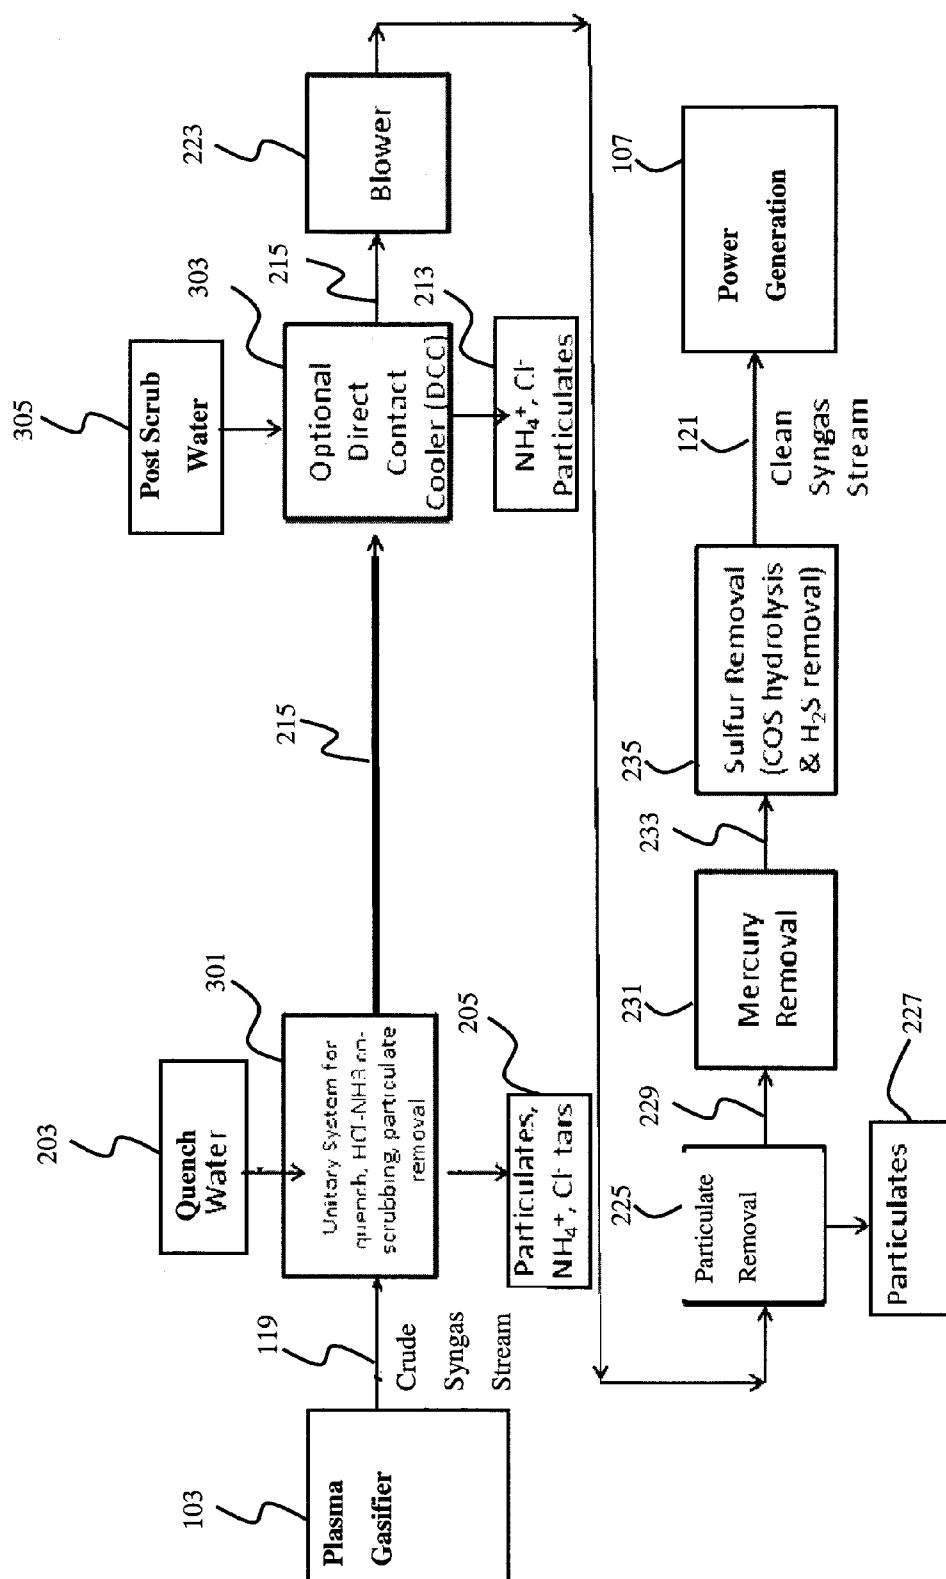 103
Plasma
Gasifier
119
Crude
Syngas
Stream
203
Quench
Water
301
Unitary System for
quench, HCl-NH3 co-
scrubbing, particulate
removal
205
Particulates,
NH₄⁺, Cl⁻ tars
215
305
Post Scrub
Water
303
Optional
Direct
Contact
Cooler (DCC)
213
NH₄⁺, Cl⁻
Particulates
215
223
Blower
225
Particulate
Removal
227
Particulates
229
231
Mercury
Removal
233
235
Sulfur Removal
(COS hydrolysis
& H₂S removal)
121
Clean
Syngas
Stream
107
Power
Generation